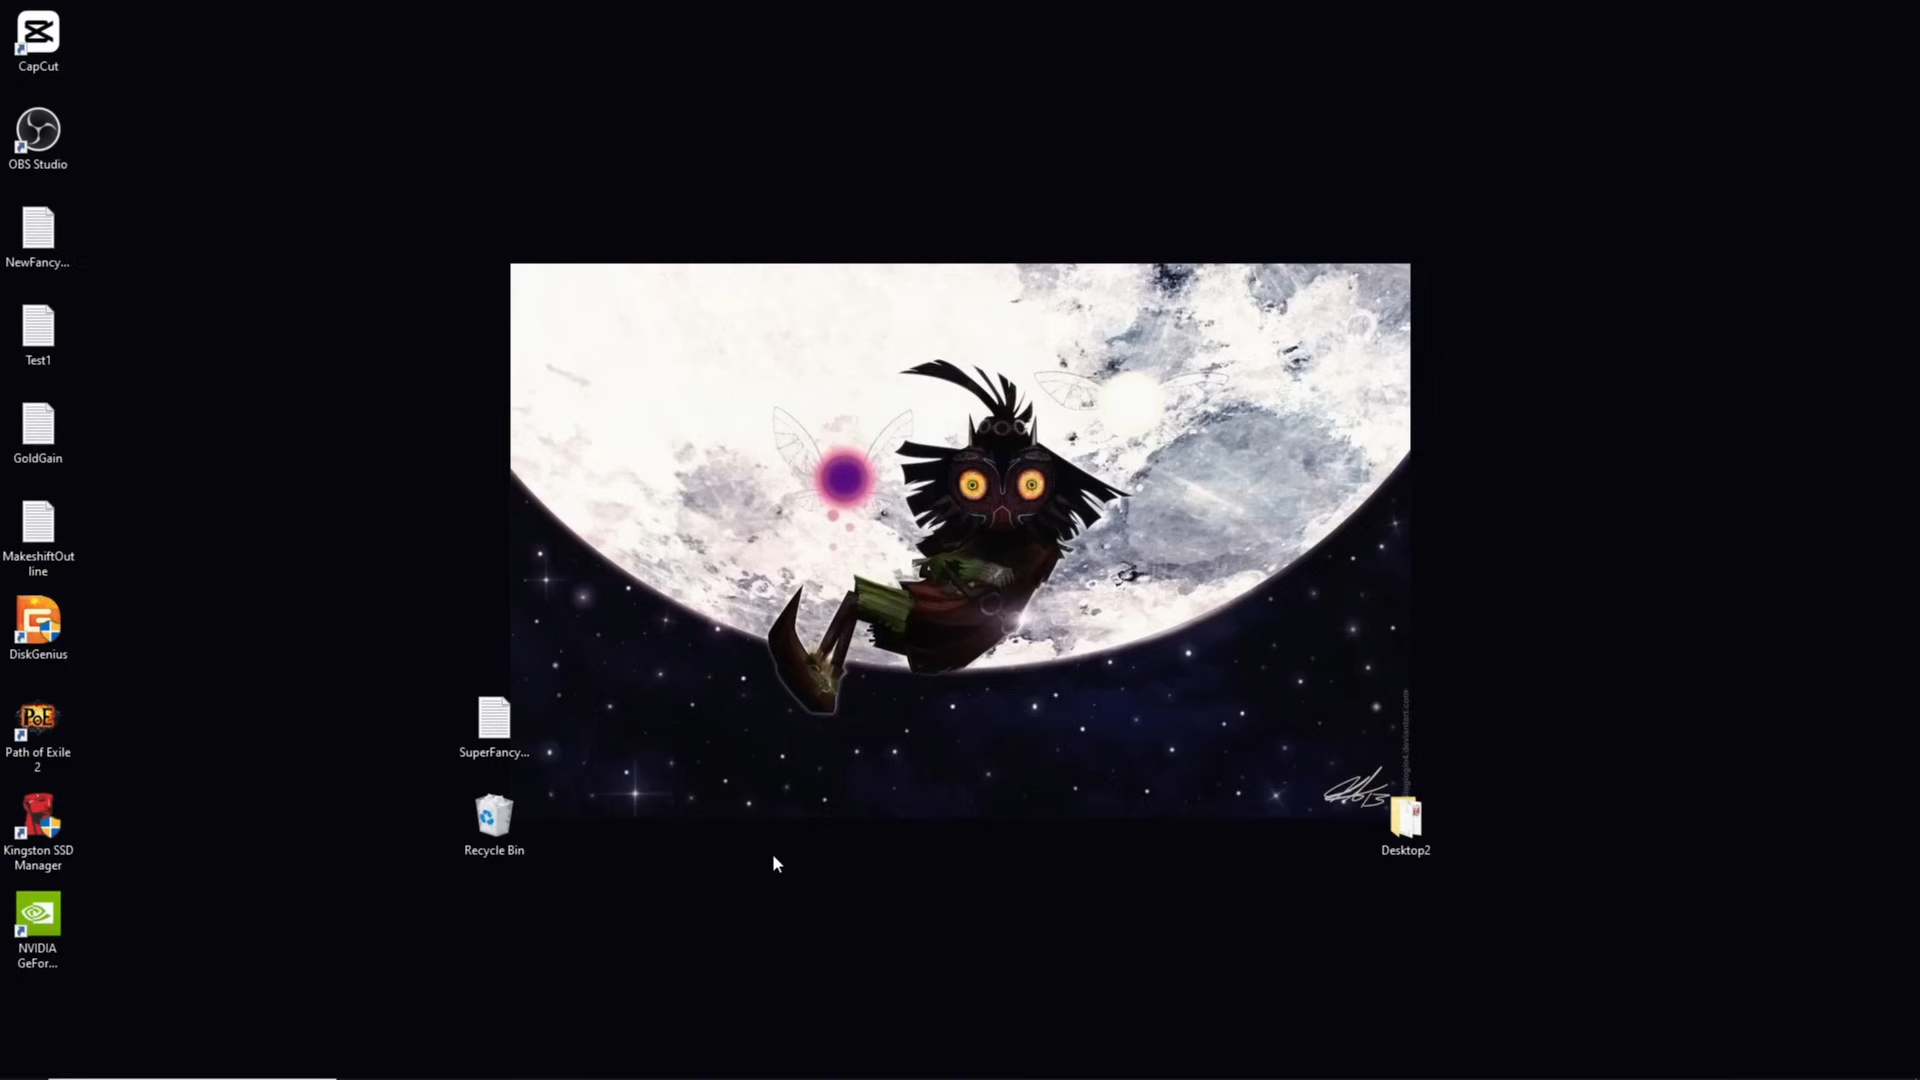 CapCut
OBS Studio
NewFancy...
Test1
GoldGain
MakeshiftOut
line
DiskGenius
PoE
Path of Exile
2
Kingston SSD
Manager
NVIDIA
GeFor...
SuperFancy...
Recycle Bin
Desktop2